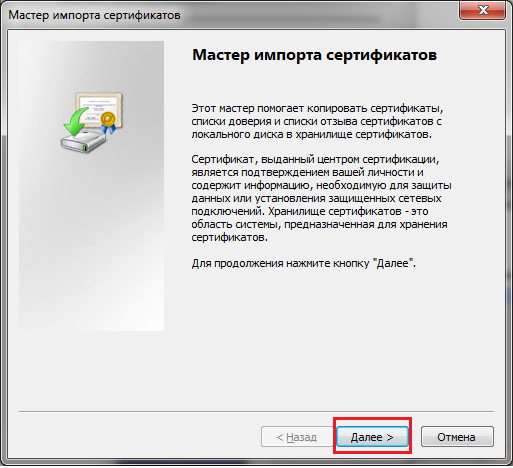 Мастер импорта сертификатов
Мастер импорта сертификатов
Этот мастер помогает копировать сертификаты,
списки доверия и списки отзыва сертификатов с
локального диска в хранилище сертификатов.
Сертификат, выданный центром сертификации,
является подтверждением вашей личности и
содержит информацию, необходимую для защиты
данных или установления защищенных сетевых
подключений. Хранилище сертификатов - это
область системы, предназначенная для хранения
сертификатов.
Для продолжения нажмите кнопку "Далее".
< Назад
Далее >
Отмена